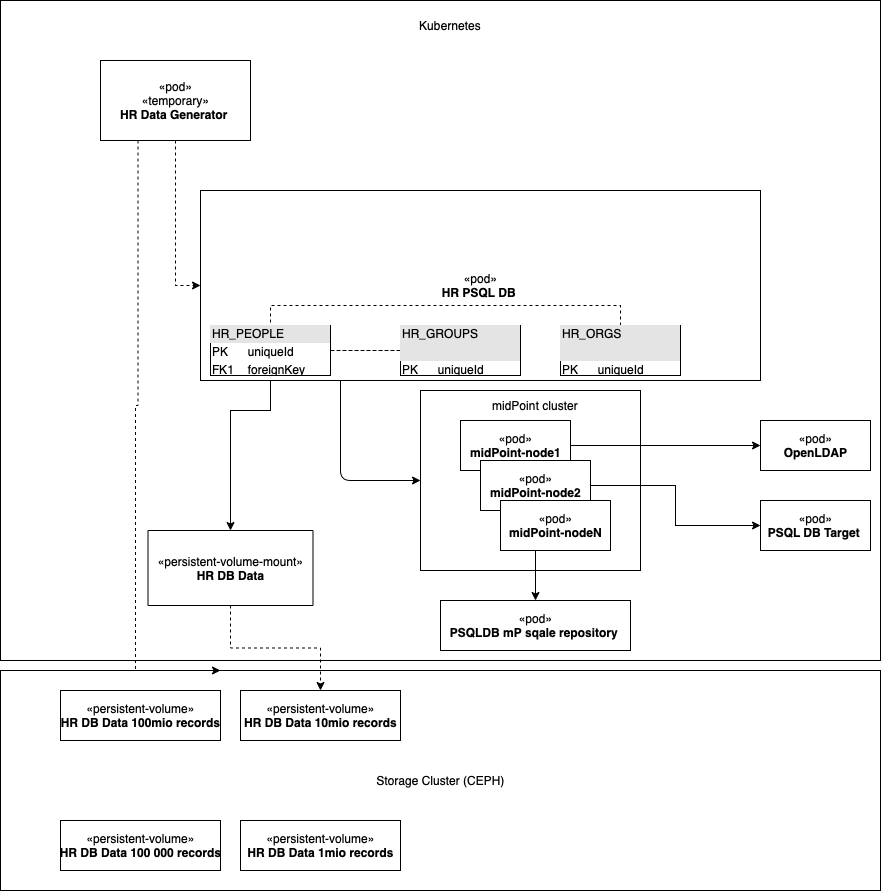 Kubernetes
«pod»
«temporary»
HR Data Generator
«pod»
HR PSQL DB
HR_PEOPLE
PK uniqueId
FK1 foreignKey
HR_GROUPS
PK uniqueId
HR_ORGS
PK uniqueId
midPoint cluster
«pod»
midPoint-node1
«pod»
midPoint-node2
«pod»
midPoint-nodeN
«pod»
OpenLDAP
«pod»
PSQL DB Target
«persistent-volume-mount»
HR DB Data
«pod»
PSQLDB mP sqale repository
«persistent-volume»
HR DB Data 100mio records
«persistent-volume»
HR DB Data 10mio records
Storage Cluster (CEPH)
«persistent-volume»
HR DB Data 100 000 records
«persistent-volume»
HR DB Data 1mio records